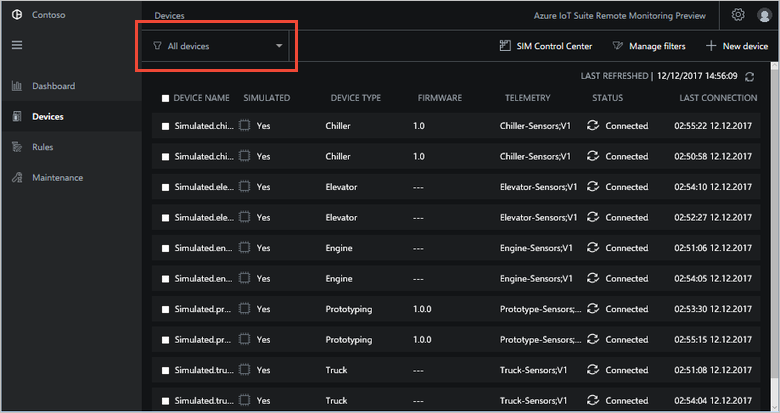 Contoso
Devices
Azure IoT Suite Remote Monitoring Preview
All devices
SIM Control Center
Manage filters
New device
LAST REFRESHED | 12/12/2017 14:56:09
Dashboard
Devices
Rules
Maintenance
DEVICE NAME SIMULATED DEVICE TYPE FIRMWARE TELEMETRY STATUS LAST CONNECTION
Simulated.chi... Yes Chiller 1.0 Chiller-Sensors;V1 Connected 02:55:22 12.12.2017
Simulated.chi... Yes Chiller 1.0 Chiller-Sensors;V1 Connected 02:50:58 12.12.2017
Simulated.ele... Yes Elevator --- Elevator-Sensors;V1 Connected 02:54:10 12.12.2017
Simulated.ele... Yes Elevator --- Elevator-Sensors;V1 Connected 02:52:27 12.12.2017
Simulated.en... Yes Engine --- Engine-Sensors;V1 Connected 02:51:06 12.12.2017
Simulated.en... Yes Engine --- Engine-Sensors;V1 Connected 02:54:05 12.12.2017
Simulated.pr... Yes Prototyping 1.0.0 Prototype-Sensors;... Connected 02:53:30 12.12.2017
Simulated.pr... Yes Prototyping 1.0.0 Prototype-Sensors;... Connected 02:55:15 12.12.2017
Simulated.tru... Yes Truck --- Truck-Sensors;V1 Connected 02:51:08 12.12.2017
Simulated.tru... Yes Truck --- Truck-Sensors;V1 Connected 02:54:04 12.12.2017